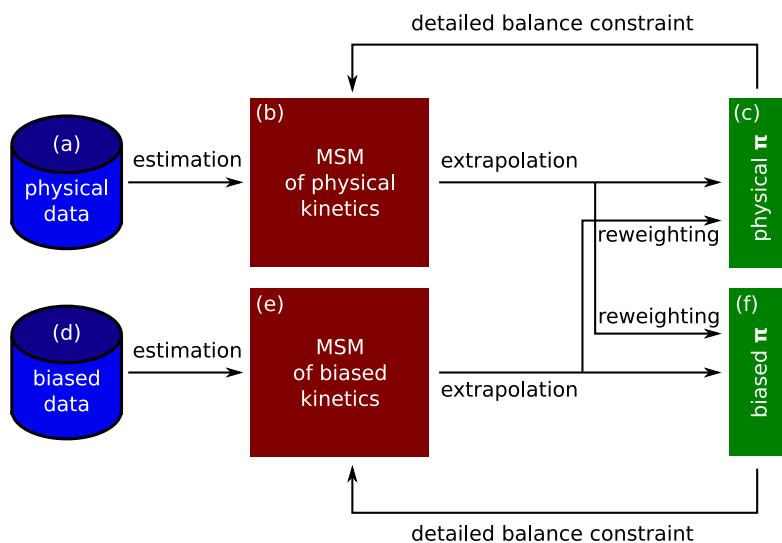 detailed balance constraint
(a)
physical
data
estimation
(b)
MSM
of physical
kinetics
extrapolation
(c)
physical π
reweighting
(d)
biased
data
estimation
(e)
MSM
of biased
kinetics
reweighting
extrapolation
(f)
biased π
detailed balance constraint